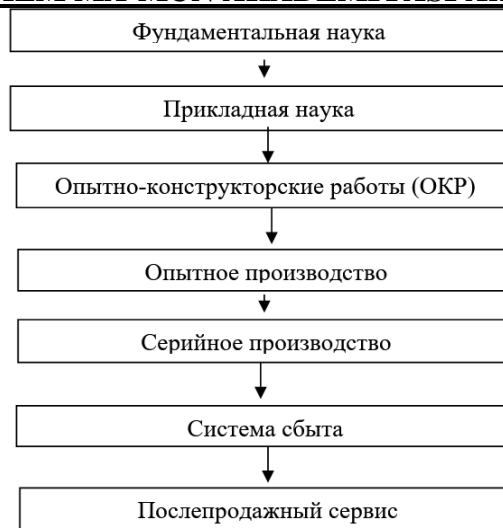 Фундаментальная наука
Прикладная наука
Опытно-конструкторские работы (ОКР)
Опытное производство
Серийное производство
Система сбыта
Послепродажный сервис